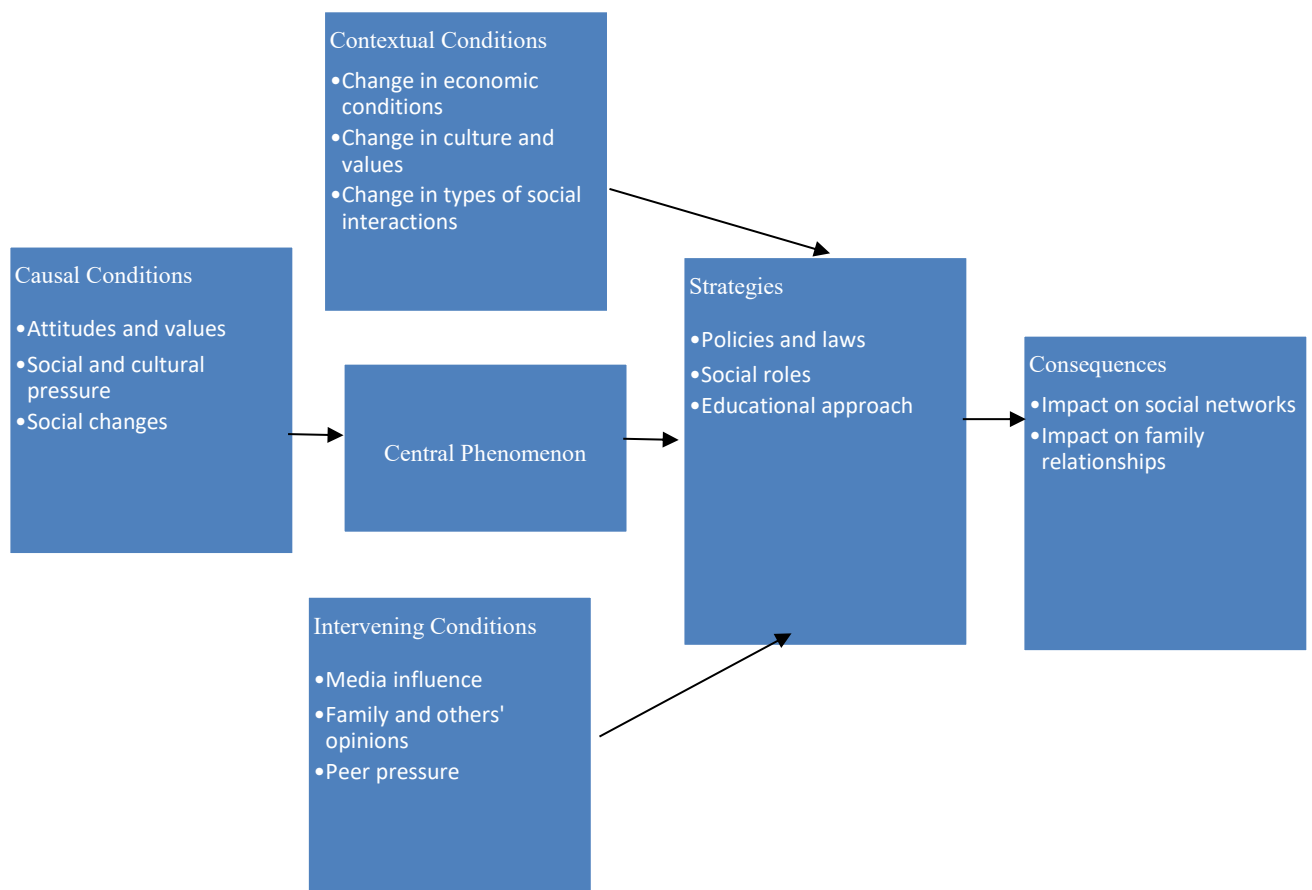 Contextual Conditions
•Change in economic
conditions
•Change in culture and
values
•Change in types of social
interactions
Causal Conditions
•Attitudes and values
•Social and cultural
pressure
•Social changes
Central Phenomenon
Strategies
•Policies and laws
•Social roles
•Educational approach
Consequences
•Impact on social networks
•Impact on family
relationships
Intervening Conditions
•Media influence
•Family and others'
opinions
•Peer pressure